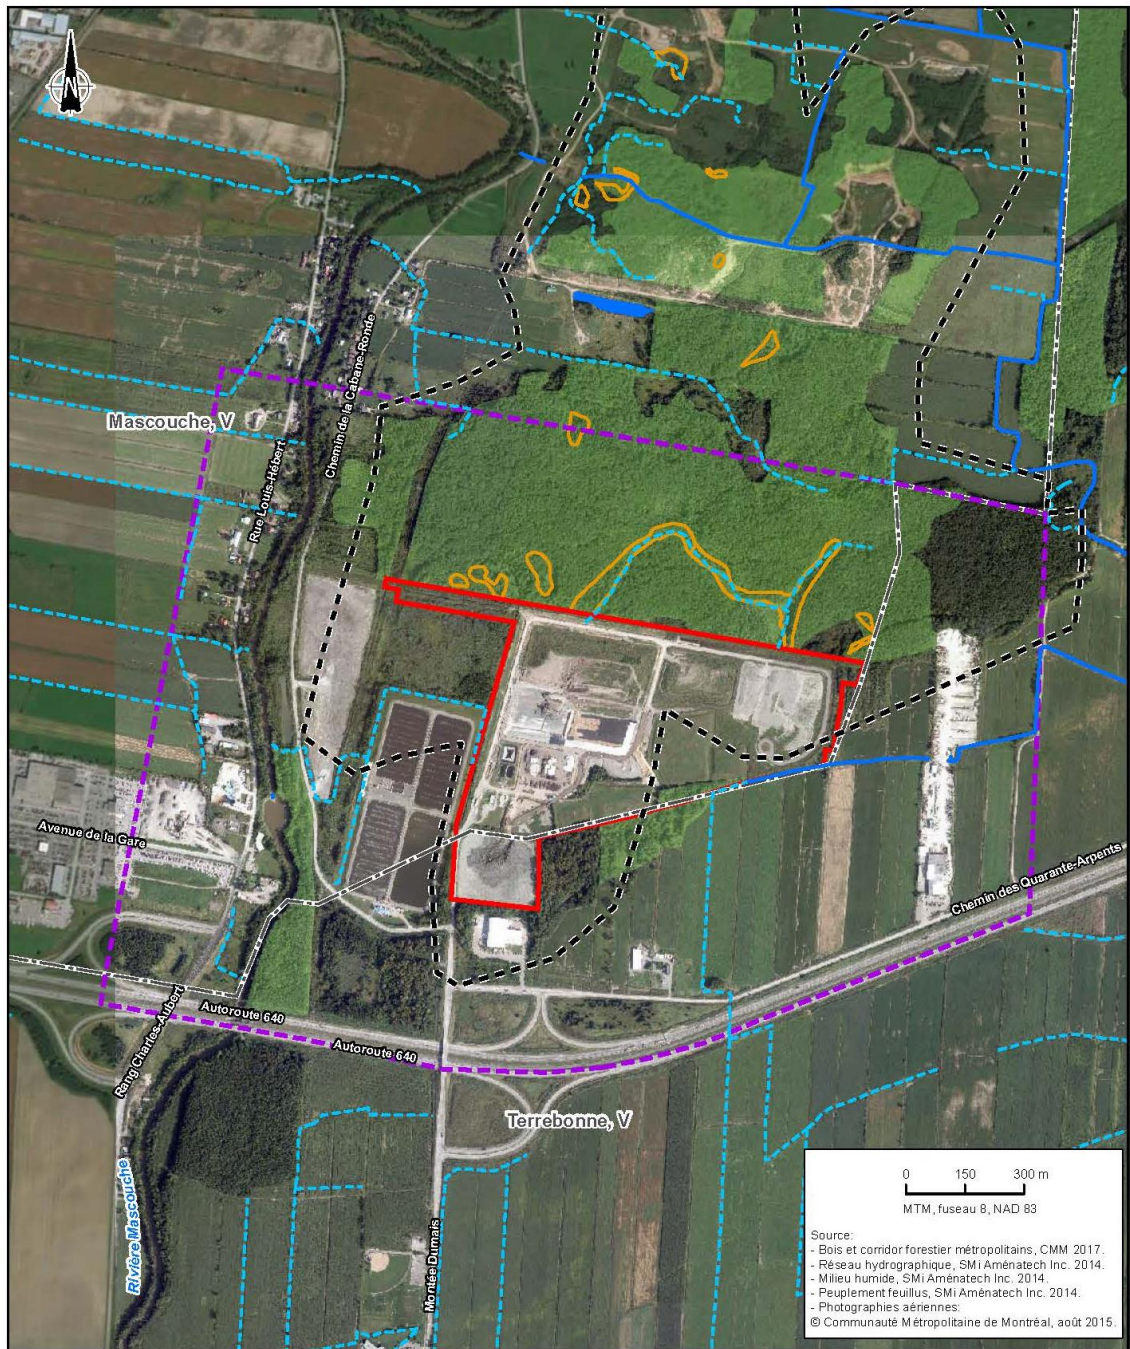 N
Mascouche, V
Chemin de la Cabane-Ronde
Rue Louis-Hébert
Avenue de la Gare
Chemin des Quarante-Arpents
Autoroute 640
Autoroute 640
Rang Charles-Aubert
Terrebonne, V
Rivière Mascouche
Montée Dumais
0 150 300 m
MTM, fuseau 8, NAD 83
Source:
- Bois et corridor forestier métropolitains, CMM 2017.
- Réseau hydrographique, SMi Aménatech Inc. 2014.
- Milieu humide, SMi Aménatech Inc. 2014.
- Peuplement feuillus, SMi Aménatech Inc. 2014.
- Photographies aériennes:
© Communauté Métropolitaine de Montréal, août 2015.